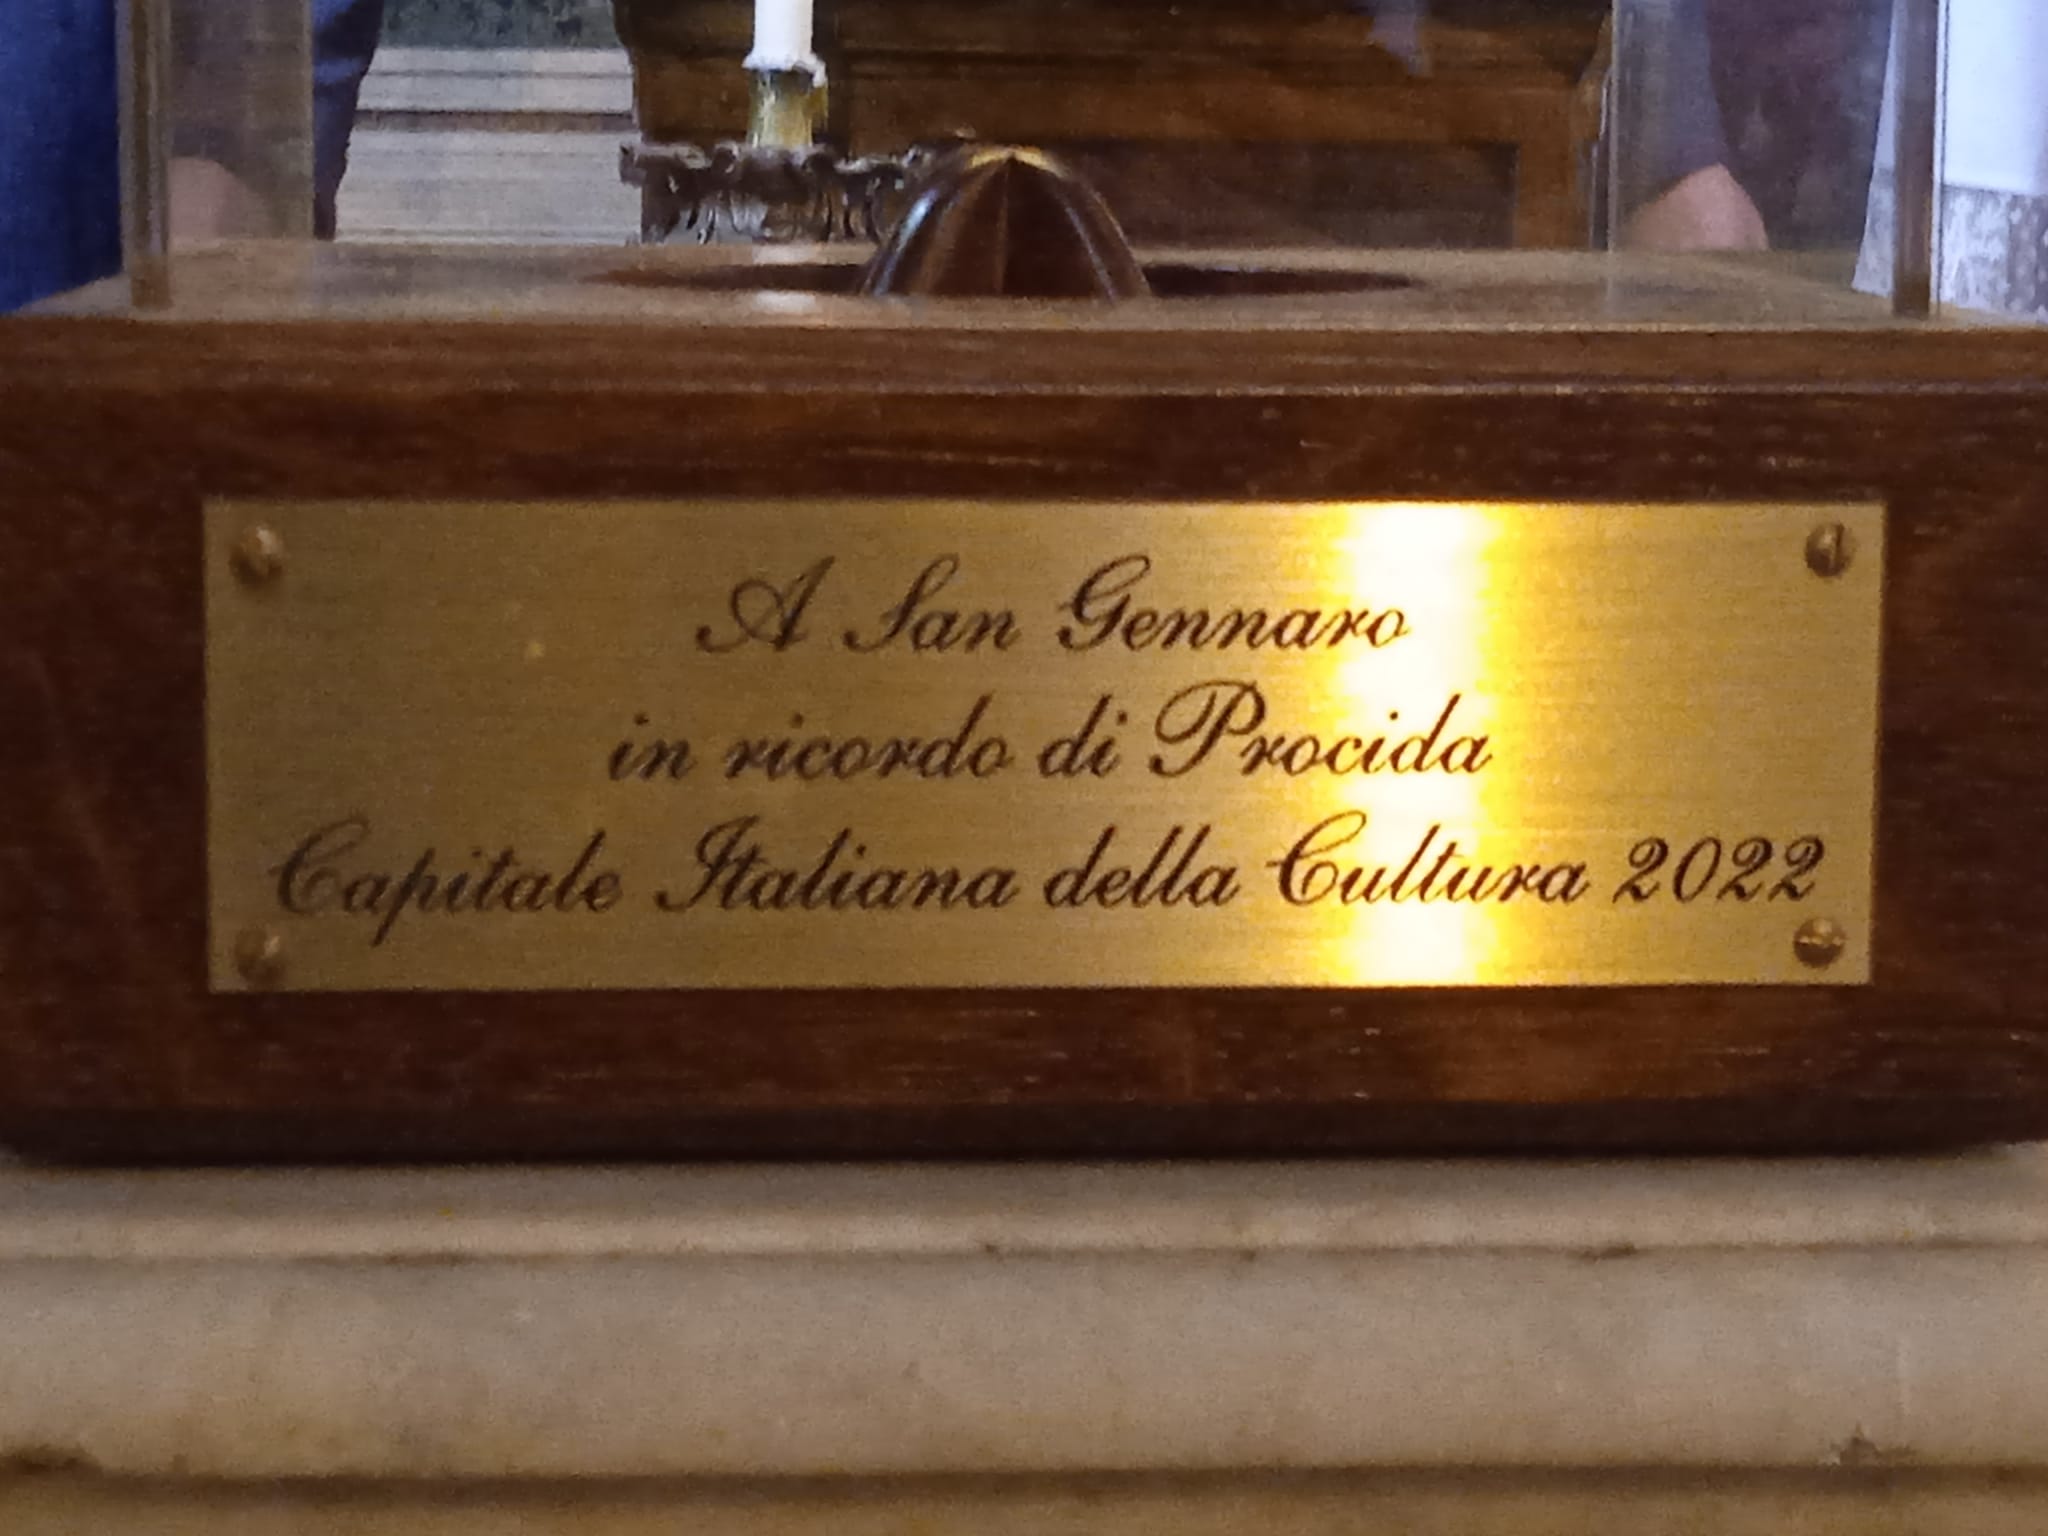 A San Gennaro
in ricordo di Procida
Capitale Italiana della Cultura 2022